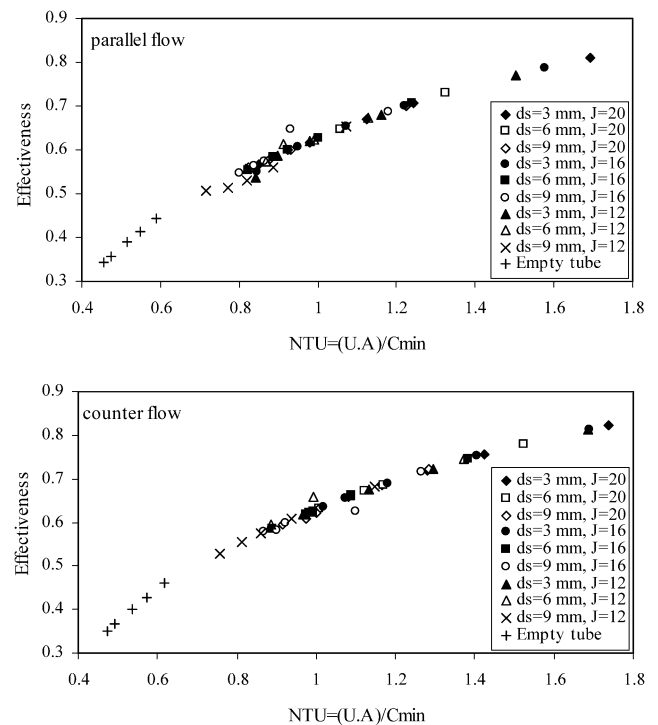 parallel flow
0.9
0.8
0.7
0.6
0.5
0.4
0.3
Effectiveness
ds=3 mm, J=20
ds=6 mm, J=20
ds=9 mm, J=20
ds=3 mm, J=16
ds=6 mm, J=16
ds=9 mm, J=16
ds=3 mm, J=12
ds=6 mm, J=12
ds=9 mm, J=12
Empty tube
0.4 0.6 0.8 1 1.2 1.4 1.6 1.8
NTU=(U.A)/Cmin
counter flow
0.9
0.8
0.7
0.6
0.5
0.4
0.3
Effectiveness
ds=3 mm, J=20
ds=6 mm, J=20
ds=9 mm, J=20
ds=3 mm, J=16
ds=6 mm, J=16
ds=9 mm, J=16
ds=3 mm, J=12
ds=6 mm, J=12
ds=9 mm, J=12
Empty tube
0.4 0.6 0.8 1 1.2 1.4 1.6 1.8
NTU=(U.A)/Cmin